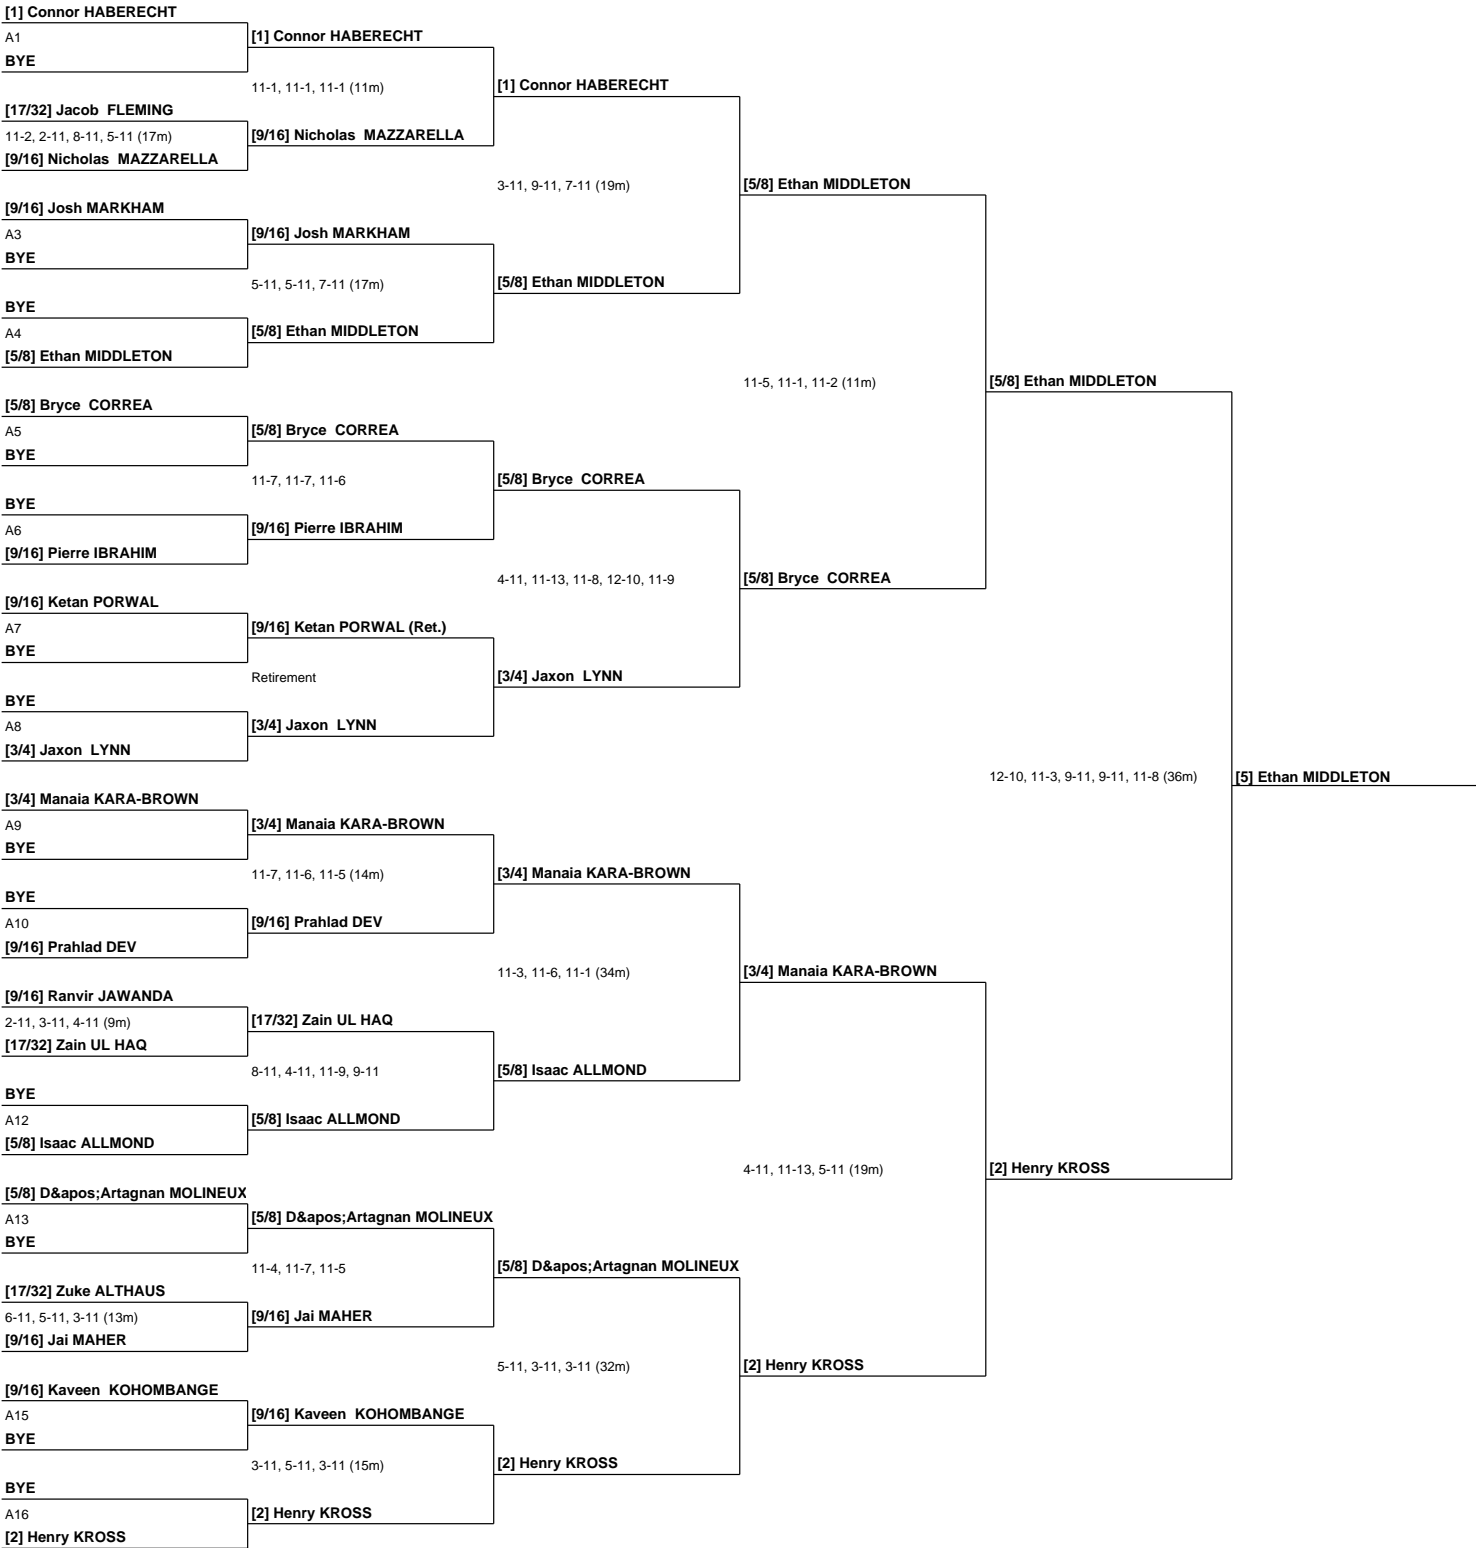 [1] Connor HABERECHT
A1
BYE
[1] Connor HABERECHT
11-1, 11-1, 11-1 (11m)
[1] Connor HABERECHT
[17/32] Jacob  FLEMING
11-2, 2-11, 8-11, 5-11 (17m)
[9/16] Nicholas  MAZZARELLA
[9/16] Nicholas  MAZZARELLA
3-11, 9-11, 7-11 (19m)
[5/8] Ethan MIDDLETON
[9/16] Josh MARKHAM
A3
BYE
[9/16] Josh MARKHAM
5-11, 5-11, 7-11 (17m)
[5/8] Ethan MIDDLETON
BYE
A4
[5/8] Ethan MIDDLETON
[5/8] Ethan MIDDLETON
11-5, 11-1, 11-2 (11m)
[5/8] Ethan MIDDLETON
[5/8] Bryce  CORREA
A5
BYE
[5/8] Bryce  CORREA
11-7, 11-7, 11-6
[5/8] Bryce  CORREA
BYE
A6
[9/16] Pierre IBRAHIM
[9/16] Pierre IBRAHIM
4-11, 11-13, 11-8, 12-10, 11-9
[5/8] Bryce  CORREA
[9/16] Ketan PORWAL
A7
BYE
[9/16] Ketan PORWAL (Ret.)
Retirement
[3/4] Jaxon  LYNN
BYE
A8
[3/4] Jaxon  LYNN
[3/4] Jaxon  LYNN
12-10, 11-3, 9-11, 9-11, 11-8 (36m)
[5] Ethan MIDDLETON
[3/4] Manaia KARA-BROWN
A9
BYE
[3/4] Manaia KARA-BROWN
11-7, 11-6, 11-5 (14m)
[3/4] Manaia KARA-BROWN
BYE
A10
[9/16] Prahlad DEV
[9/16] Prahlad DEV
11-3, 11-6, 11-1 (34m)
[3/4] Manaia KARA-BROWN
[9/16] Ranvir JAWANDA
2-11, 3-11, 4-11 (9m)
[17/32] Zain UL HAQ
[17/32] Zain UL HAQ
8-11, 4-11, 11-9, 9-11
[5/8] Isaac ALLMOND
BYE
A12
[5/8] Isaac ALLMOND
[5/8] Isaac ALLMOND
4-11, 11-13, 5-11 (19m)
[2] Henry KROSS
[5/8] D&apos;Artagnan MOLINEUX
A13
BYE
[5/8] D&apos;Artagnan MOLINEUX
11-4, 11-7, 11-5
[5/8] D&apos;Artagnan MOLINEUX
[17/32] Zuke ALTHAUS
6-11, 5-11, 3-11 (13m)
[9/16] Jai MAHER
[9/16] Jai MAHER
5-11, 3-11, 3-11 (32m)
[2] Henry KROSS
[9/16] Kaveen  KOHOMBANGE
A15
BYE
[9/16] Kaveen  KOHOMBANGE
3-11, 5-11, 3-11 (15m)
[2] Henry KROSS
BYE
A16
[2] Henry KROSS
[2] Henry KROSS